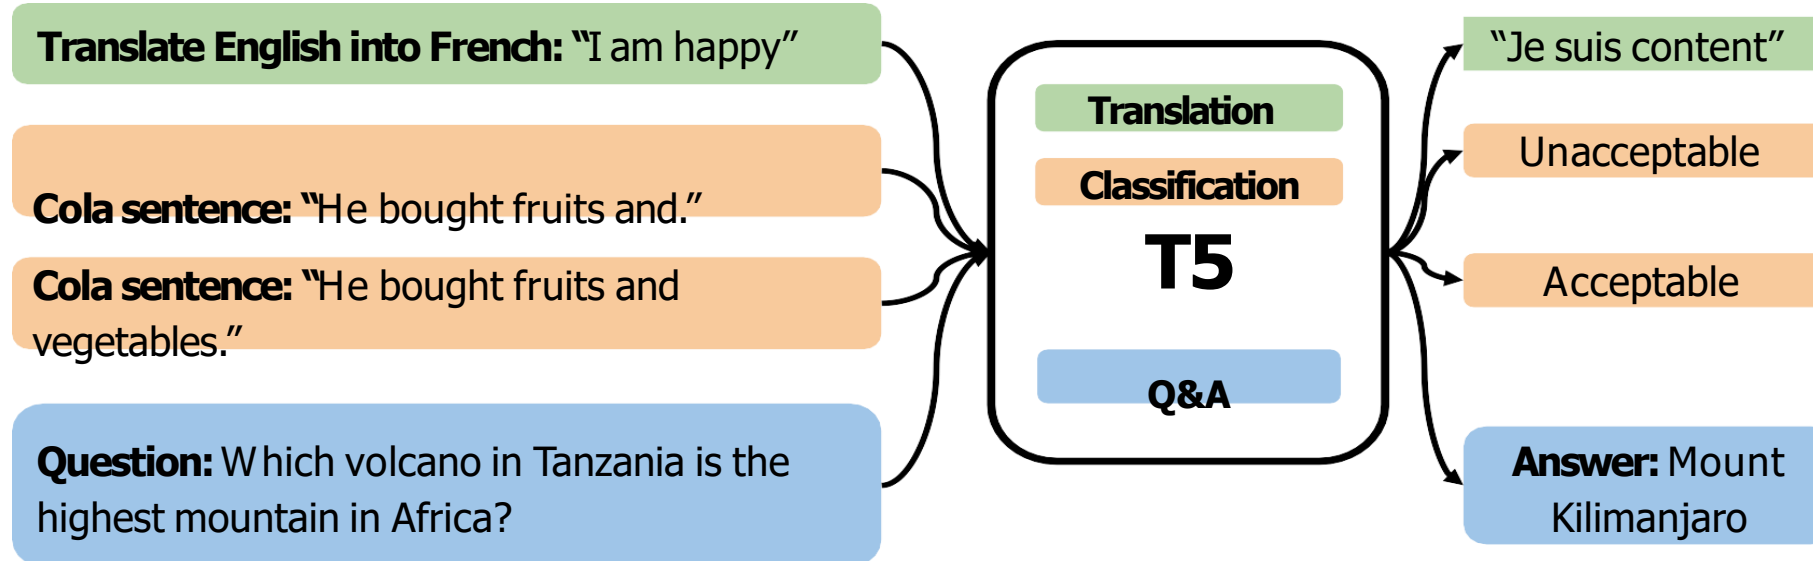 Translate English into French: “I am happy”
Cola sentence: “He bought fruits and.”
Cola sentence: “He bought fruits and
vegetables.”
Question: Which volcano in Tanzania is the
highest mountain in Africa?
Translation
Classification
T5
Q&A
“Je suis content”
Unacceptable
Acceptable
Answer: Mount
Kilimanjaro